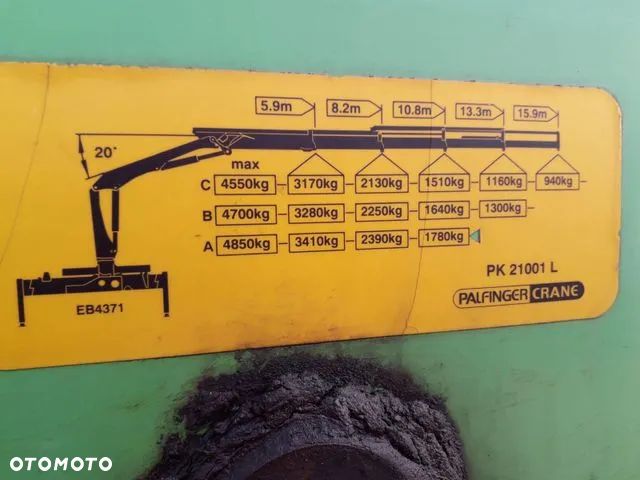 5.9m 8.2m 10.8m 13.3m 15.9m
20°
max
C 4550kg 3170kg 2130kg 1510kg 1160kg 940kg
B 4700kg 3280kg 2250kg 1640kg 1300kg
A 4850kg 3410kg 2390kg 1780kg
PK 21001 L
EB4371
PALFINGER CRANE
OTOMOTO